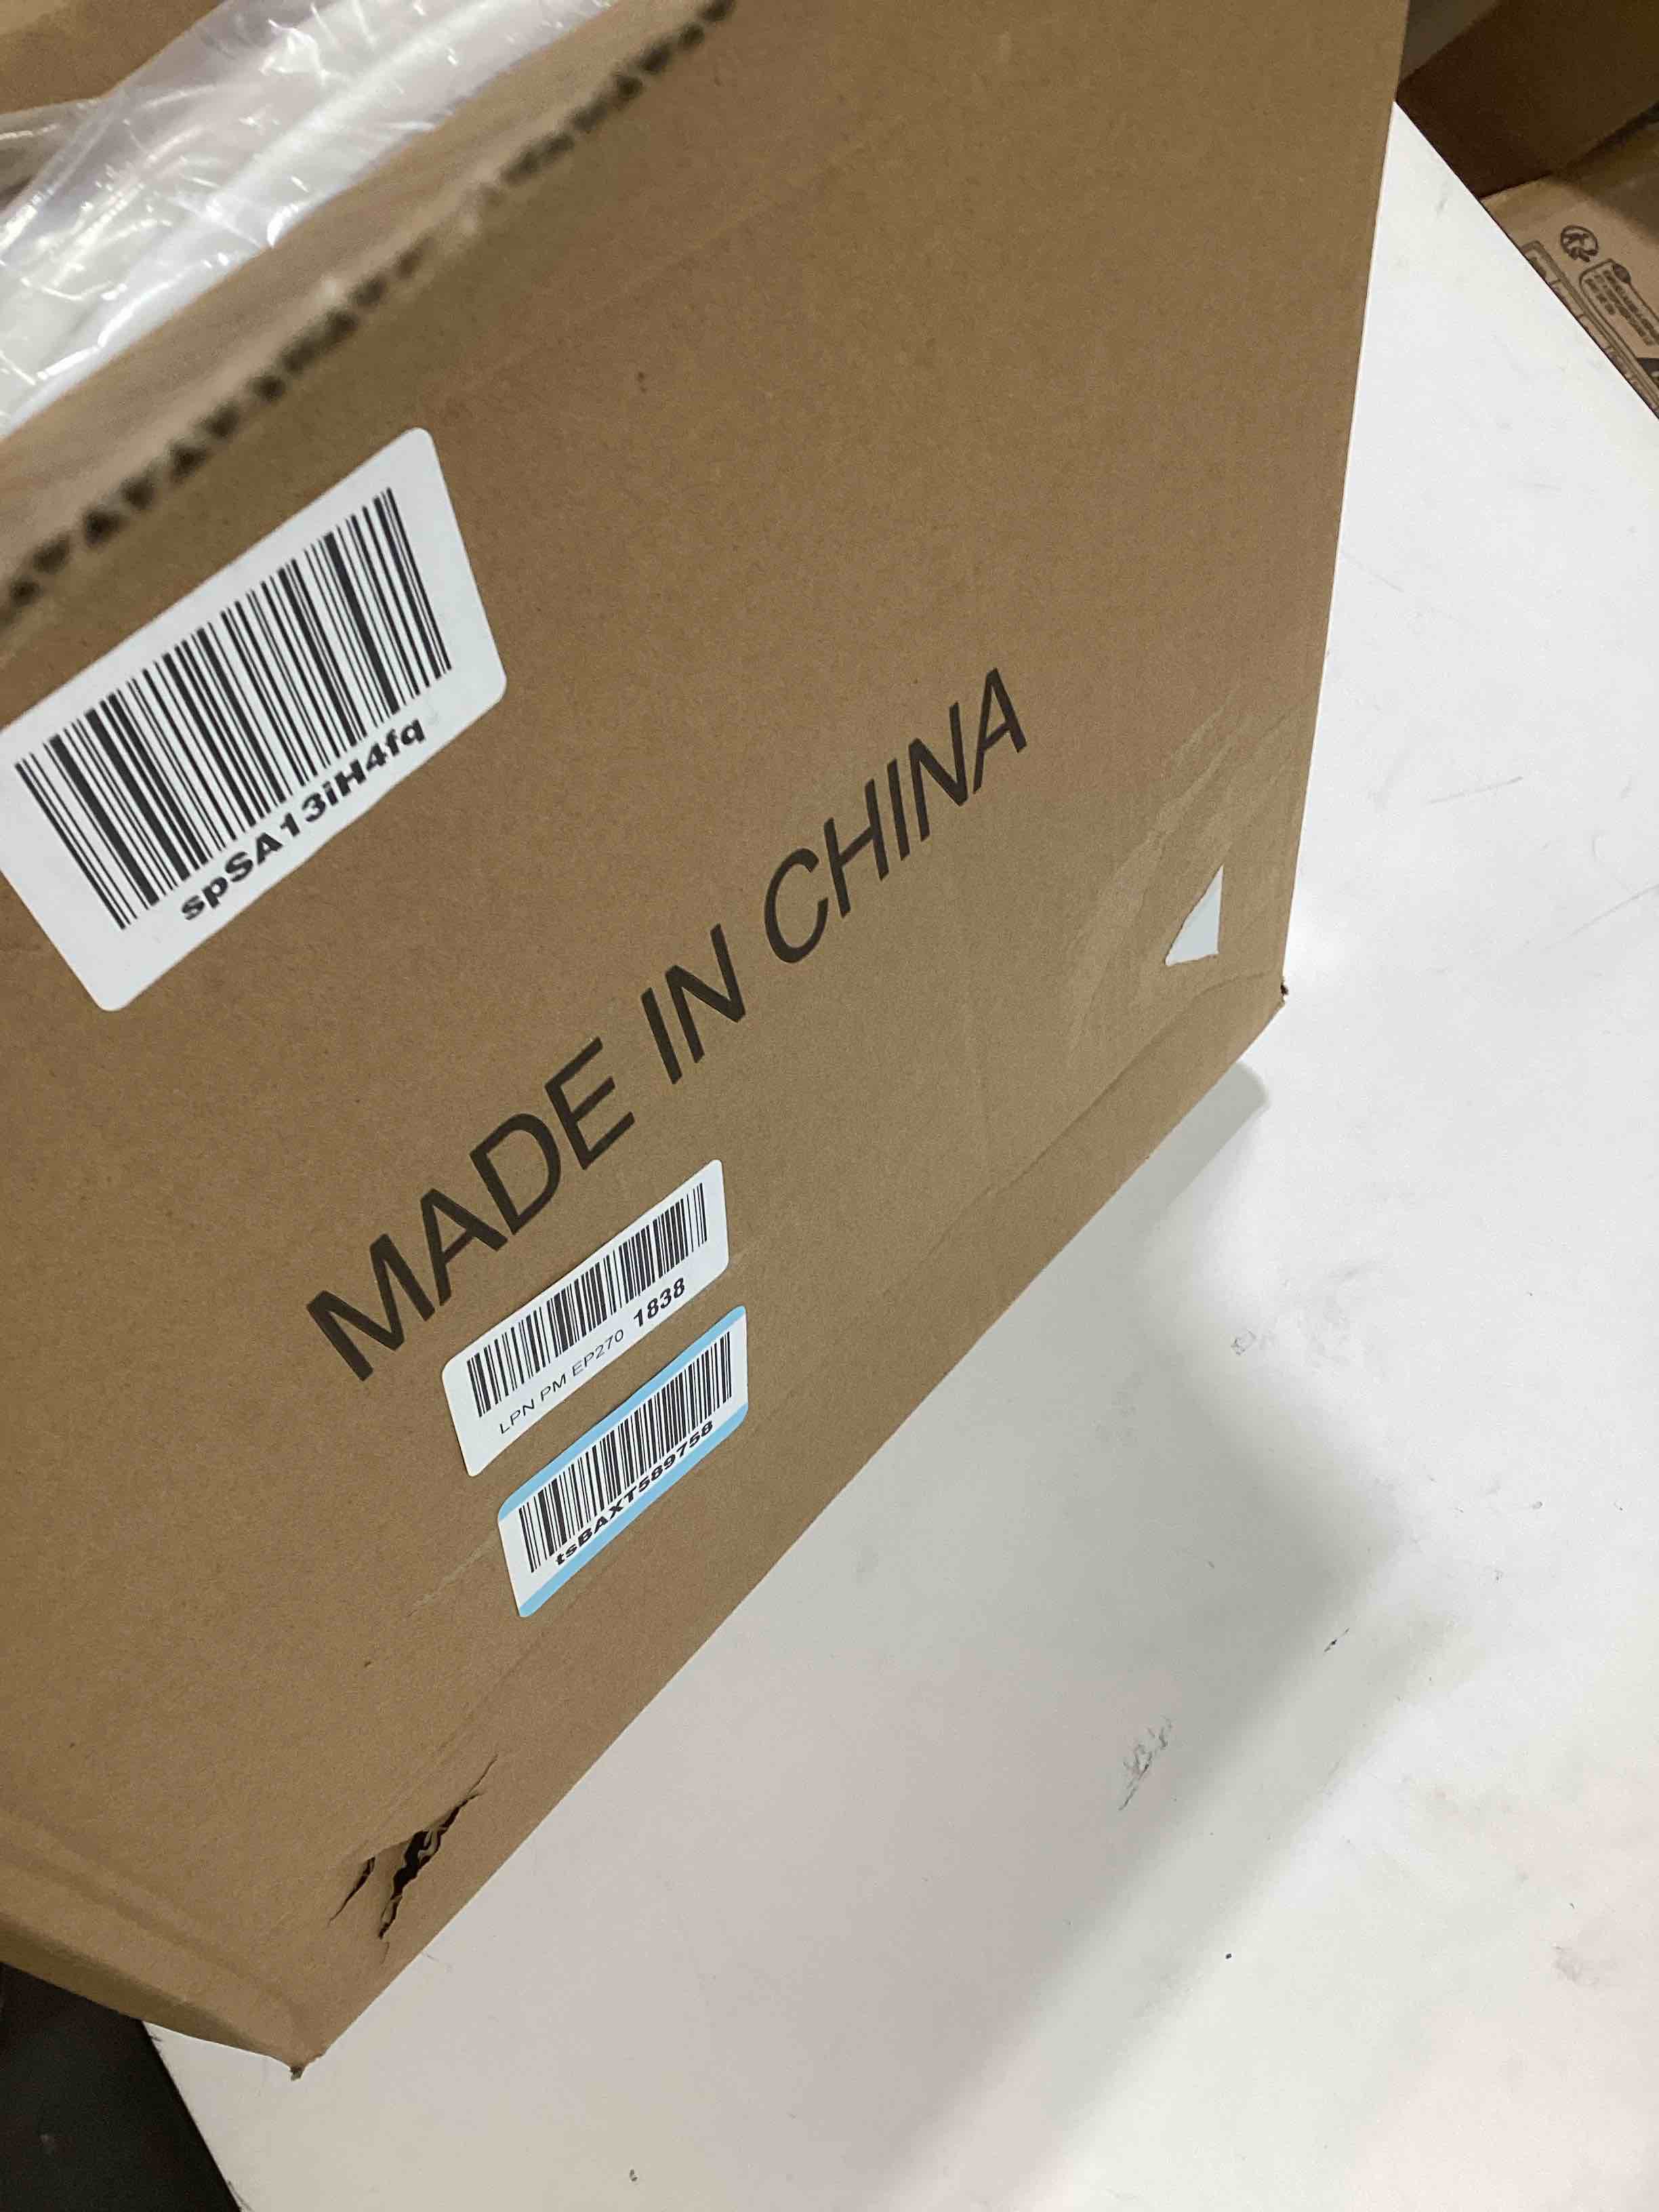 spSA13iH4fq
MADE IN CHINA
LPN PM EP270 1838
tsBAXT589758